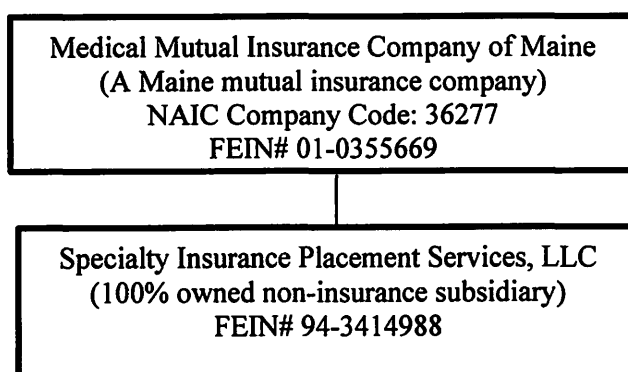 Medical Mutual Insurance Company of Maine
(A Maine mutual insurance company)
NAIC Company Code: 36277
FEIN# 01-0355669
Specialty Insurance Placement Services, LLC
(100% owned non-insurance subsidiary)
FEIN# 94-3414988